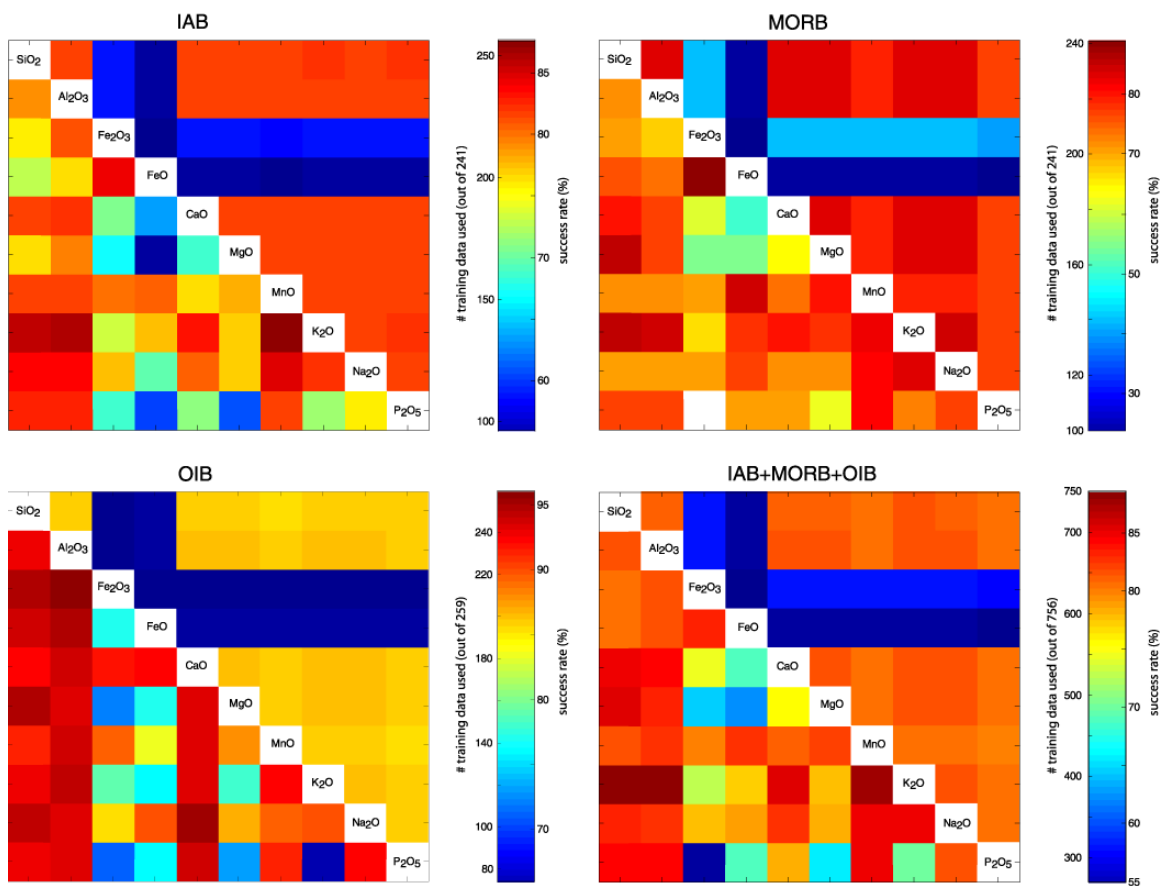 IAB
SiO2
Al2O3
Fe2O3
FeO
CaO
MgO
MnO
K2O
Na2O
P2O5
250
200
150
100
# training data used (out of 241)
85
80
70
60
success rate (%)
MORB
SiO2
Al2O3
Fe2O3
FeO
CaO
MgO
MnO
K2O
Na2O
P2O5
240
200
160
120
100
# training data used (out of 241)
80
70
50
30
success rate (%)
OIB
SiO2
Al2O3
Fe2O3
FeO
CaO
MgO
MnO
K2O
Na2O
P2O5
240
220
180
140
100
80
# training data used (out of 259)
95
90
80
70
success rate (%)
IAB+MORB+OIB
SiO2
Al2O3
Fe2O3
FeO
CaO
MgO
MnO
K2O
Na2O
P2O5
750
700
600
500
400
300
# training data used (out of 756)
85
80
70
60
55
success rate (%)